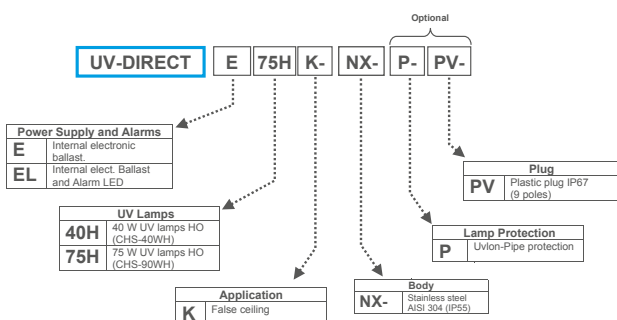 Optional
UV-DIRECT E 75H K- NX- P- PV-
Power Supply and Alarms
E Internal electronic
ballast.
EL Internal elect. Ballast
and Alarm LED
Plug
PV Plastic plug IP67
(9 poles)
UV Lamps
40H 40 W UV lamps HO
(CHS-40WH)
75H 75 W UV lamps HO
(CHS-90WH)
Lamp Protection
P Uvlon-Pipe protection
Application
K False ceiling
Body
NX- Stainless steel
AISI 304 (IP55)